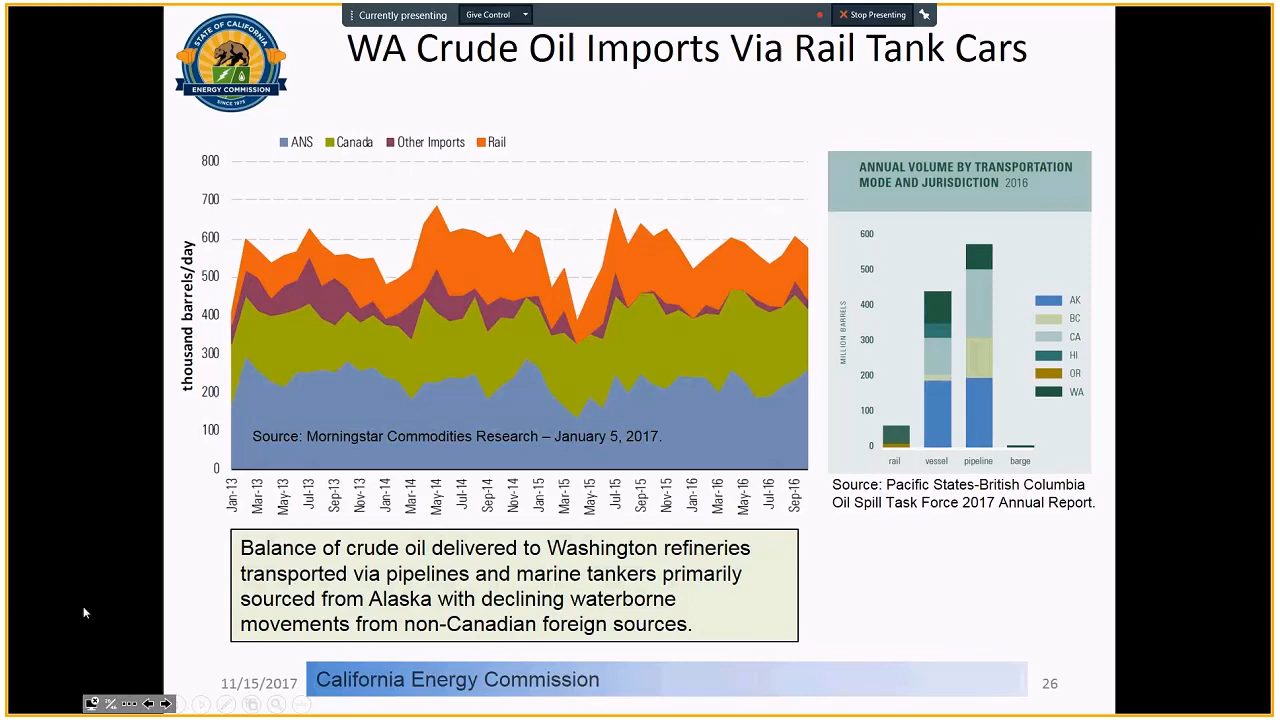 Currently presenting
Give Control
Stop Presenting
STATE OF CALIFORNIA
ENERGY COMMISSION
SINCE 1975
WA Crude Oil Imports Via Rail Tank Cars
ANS Canada Other Imports Rail
800
700
600
500
400
300
200
100
0
thousand barrels/day
Source: Morningstar Commodities Research – January 5, 2017.
Jan-13 Mar-13 May-13 Jul-13 Sep-13 Nov-13 Jan-14 Mar-14 May-14 Jul-14 Sep-14 Nov-14 Jan-15 Mar-15 May-15 Jul-15 Sep-15 Nov-15 Jan-16 Mar-16 May-16 Jul-16 Sep-16
ANNUAL VOLUME BY TRANSPORTATION
MODE AND JURISDICTION 2016
600
500
400
300
200
100
0
MILLION BARRELS
AK
BC
CA
HI
OR
WA
rail vessel pipeline barge
Source: Pacific States-British Columbia
Oil Spill Task Force 2017 Annual Report.
Balance of crude oil delivered to Washington refineries
transported via pipelines and marine tankers primarily
sourced from Alaska with declining waterborne
movements from non-Canadian foreign sources.
11/15/2017
California Energy Commission
26